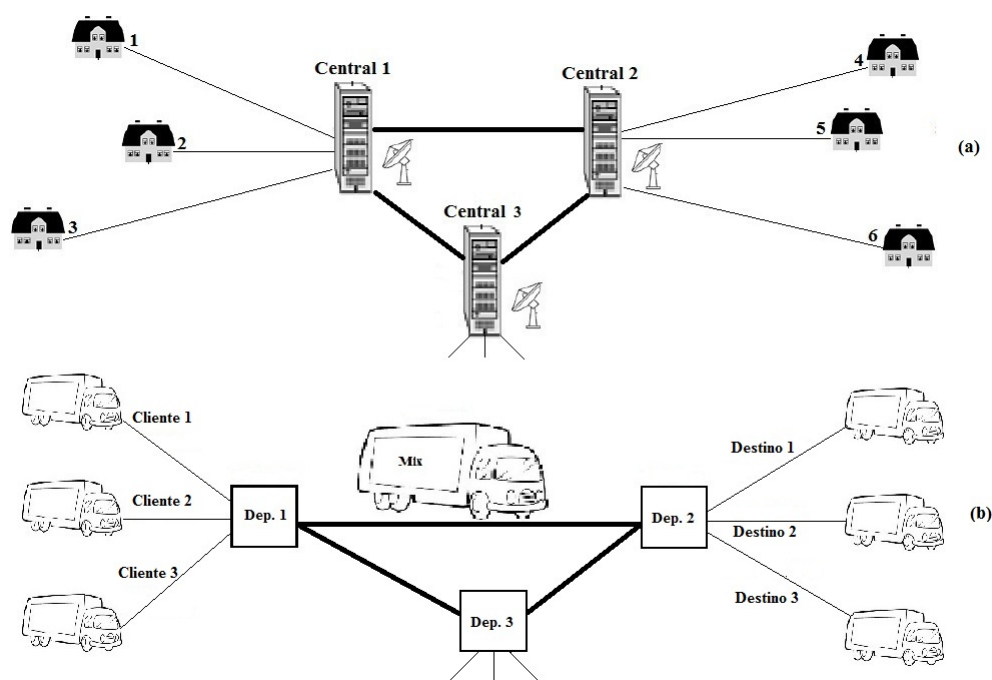 1
Central 1
Central 2
4
2
5
(a)
3
Central 3
6
Cliente 1
Mix
Destino 1
Cliente 2
Dep. 1
Dep. 2
(b)
Destino 2
Cliente 3
Destino 3
Dep. 3